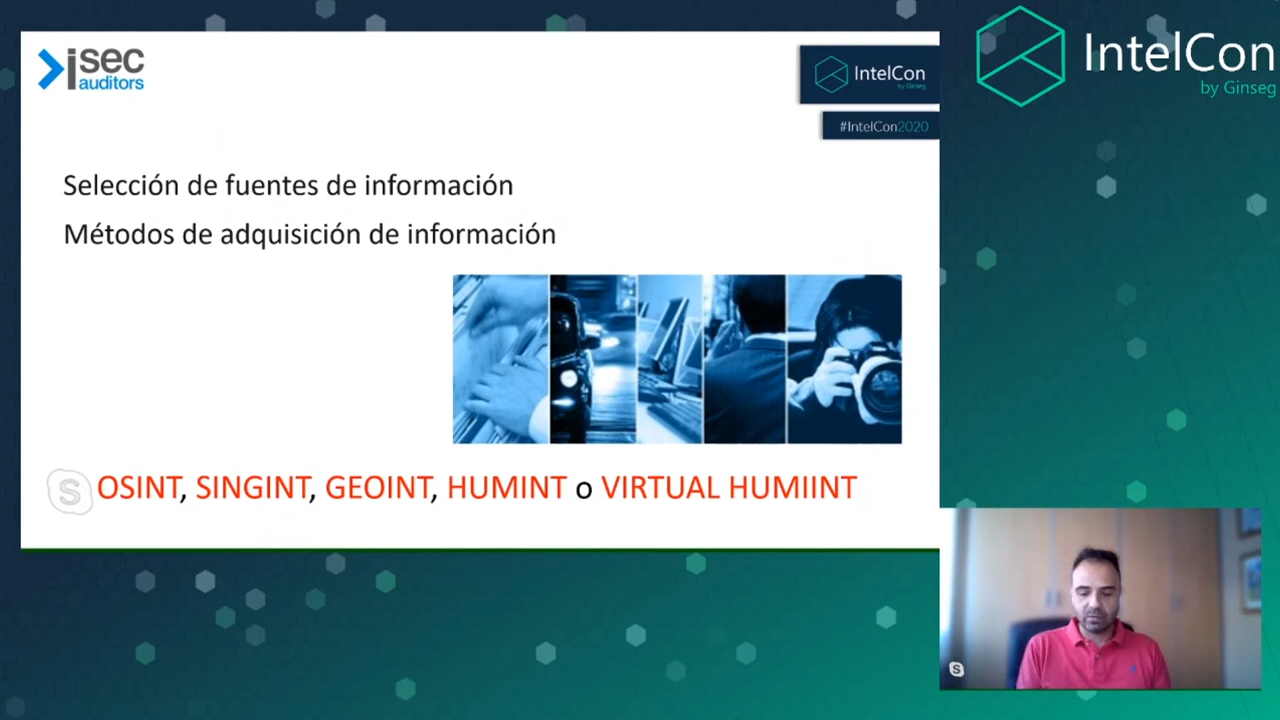 isec
auditors
IntelCon
by Ginseg
#IntelCon2020
IntelCon
by Ginseg
Selección de fuentes de información
Métodos de adquisición de información
OSINT, SINGINT, GEOINT, HUMINT o VIRTUAL HUMIINT